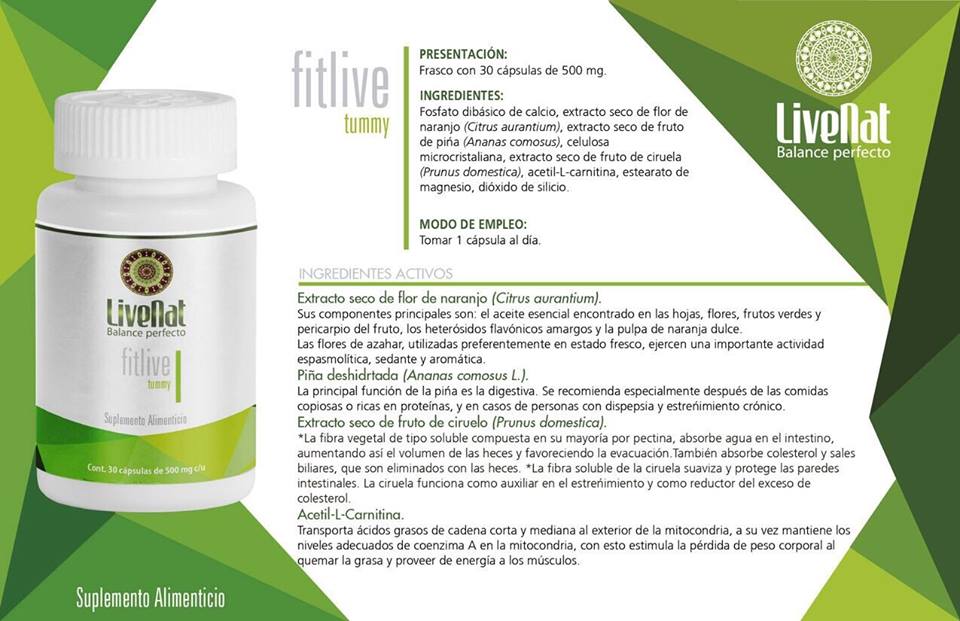 fitlive
tummy
PRESENTACIÓN:
Frasco con 30 cápsulas de 500 mg.
INGREDIENTES:
Fosfato dibásico de calcio, extracto seco de flor de
naranjo (Citrus aurantium), extracto seco de fruto
de piña (Ananas comosus), celulosa
microcristaliana, extracto seco de fruto de ciruela
(Prunus domestica), acetil-L-carnitina, estearato de
magnesio, dióxido de silicio.
MODO DE EMPLEO:
Tomar 1 cápsula al día.
LiveNat
Balance perfecto
INGREDIENTES ACTIVOS
Extracto seco de flor de naranjo (Citrus aurantium).
Sus componentes principales son: el aceite esencial encontrado en las hojas, flores, frutos verdes y
pericarpio del fruto, los heterósidos flavónicos amargos y la pulpa de naranja dulce.
Las flores de azahar, utilizadas preferentemente en estado fresco, ejercen una importante actividad
espasmolítica, sedante y aromática.
Piña deshidrtada (Ananas comosus L.).
La principal función de la piña es la digestiva. Se recomienda especialmente después de las comidas
copiosas o ricas en proteínas, y en casos de personas con dispepsia y estreñimiento crónico.
Extracto seco de fruto de ciruelo (Prunus domestica).
*La fibra vegetal de tipo soluble compuesta en su mayoría por pectina, absorbe agua en el intestino,
aumentando así el volumen de las heces y favoreciendo la evacuación.También absorbe colesterol y sales
biliares, que son eliminados con las heces. *La fibra soluble de la ciruela suaviza y protege las paredes
intestinales. La ciruela funciona como auxiliar en el estreñimiento y como reductor del exceso de
colesterol.
Acetil-L-Carnitina.
Transporta ácidos grasos de cadena corta y mediana al exterior de la mitocondria, a su vez mantiene los
niveles adecuados de coenzima A en la mitocondria, con esto estimula la pérdida de peso corporal al
quemar la grasa y proveer de energía a los músculos.
LiveNat
Balance perfecto
fitlive
tummy
Suplemento Alimenticio
Cont. 30 cápsulas de 500 mg c/u
Suplemento Alimenticio